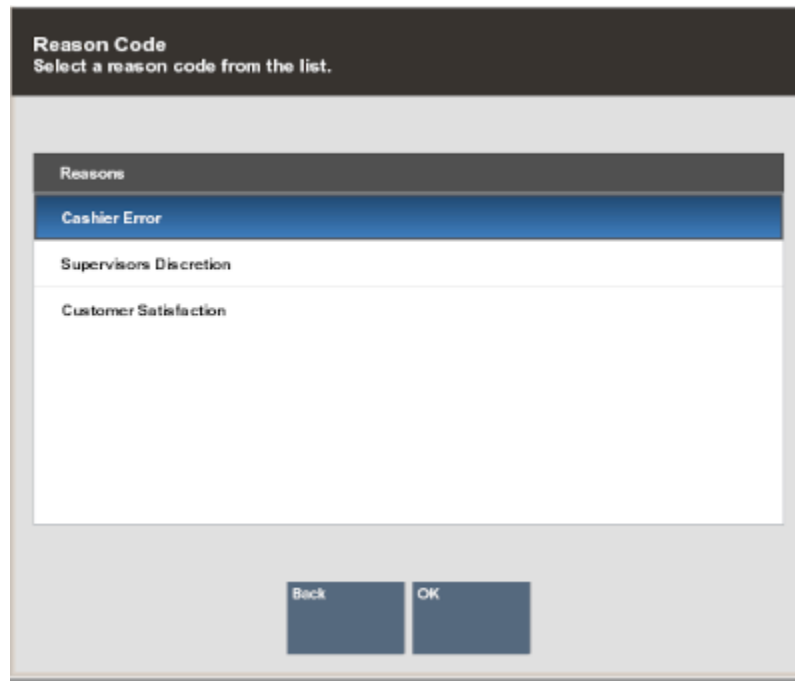 Reason Code
Select a reason code from the list.
Reasons
Cashier Error
Supervisors Discretion
Customer Satisfaction
Back
OK